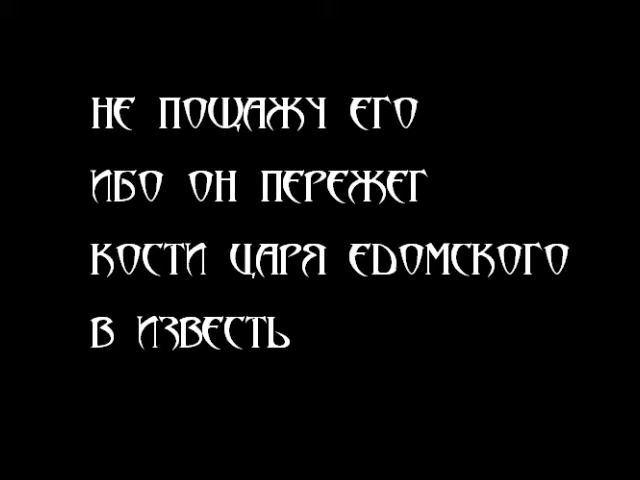 НЕ ПОЩАЖУ ЕГО
ИБО ОН ПЕРЕЖЕГ
КОСТИ ЦАРЯ ЕДОМСКОГО
В ИЗВЕСТЬ